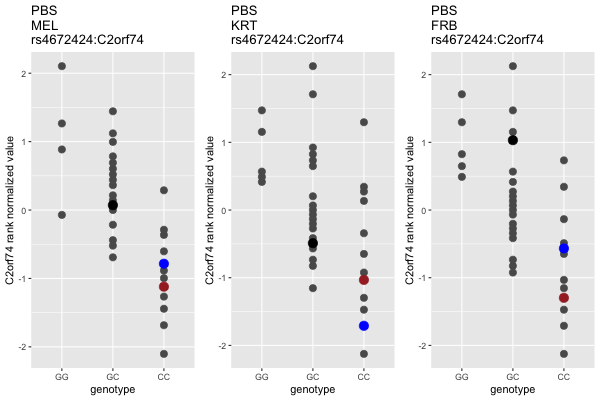 PBS
MEL
rs4672424:C2orf74
C2orf74 rank normalized value
2
1
0
-1
-2
GG GC CC
genotype
PBS
KRT
rs4672424:C2orf74
C2orf74 rank normalized value
2
1
0
-1
-2
GG GC CC
genotype
PBS
FRB
rs4672424:C2orf74
C2orf74 rank normalized value
2
1
0
-1
-2
GG GC CC
genotype